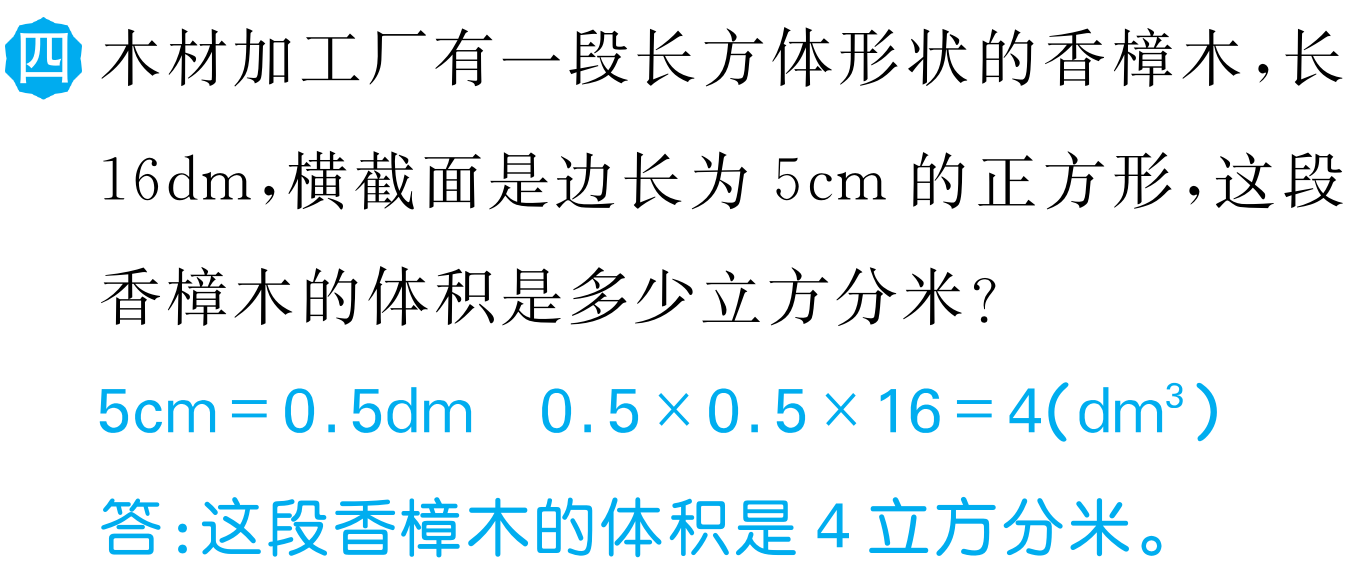 四 木材加工厂有一段长方体形状的香樟木,长
16dm,横截面是边长为 5cm 的正方形,这段
香樟木的体积是多少立方分米?
5cm=0.5dm 0.5×0.5×16=4(dm³)
答:这段香樟木的体积是 4 立方分米。